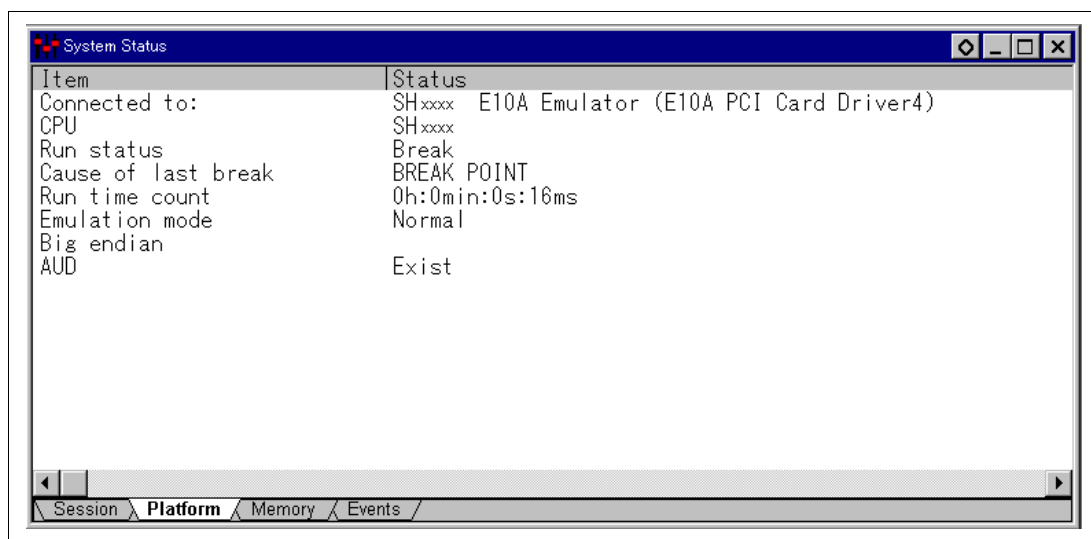 System Status
Item Status
Connected to: SHxxxx E10A Emulator (E10A PCI Card Driver4)
CPU SHxxxx
Run status Break
Cause of last break BREAK POINT
Run time count 0h:0min:0s:16ms
Emulation mode Normal
Big endian
AUD Exist
Session Platform Memory Events